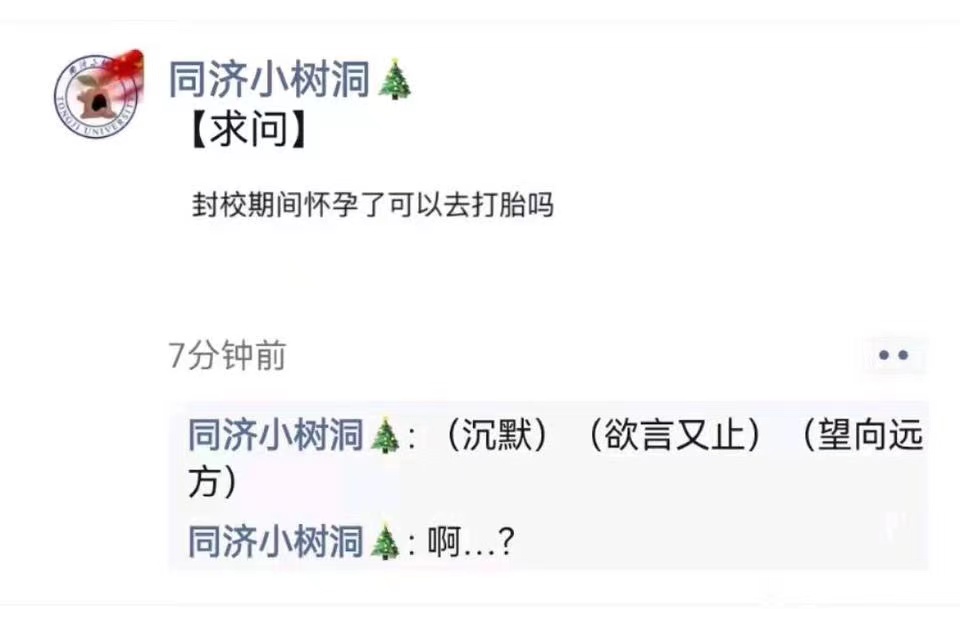 同济小树洞🎄
【求问】
封校期间怀孕了可以去打胎吗
7分钟前
同济小树洞🎄:（沉默）（欲言又止）（望向远
方）
同济小树洞🎄: 啊...?
TONGJI UNIVERSITY